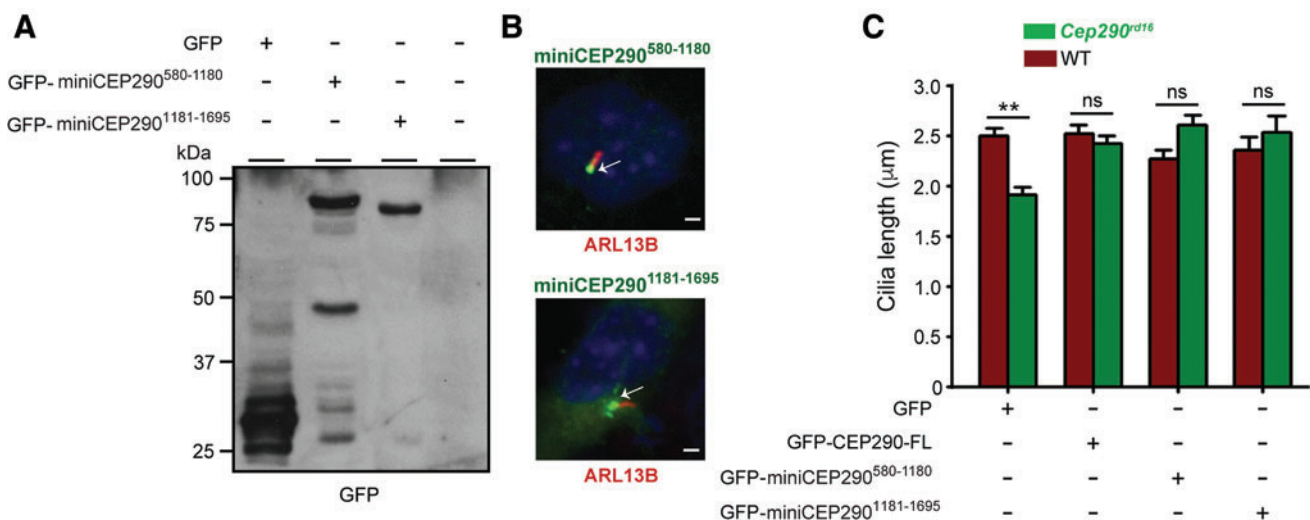 A
GFP + – – –
GFP- miniCEP290580-1180 – + – –
GFP- miniCEP2901181-1695 – – + –
kDa
100
75
50
37
25
GFP
B
miniCEP290580-1180
ARL13B
miniCEP2901181-1695
ARL13B
C
Cep290rd16
WT
Cilia length (μm)
3.0
2.5
2.0
1.5
1.0
0.5
0
** ns ns ns
GFP + – – –
GFP-CEP290-FL – + – –
GFP-miniCEP290580-1180 – – + –
GFP-miniCEP2901181-1695 – – – +